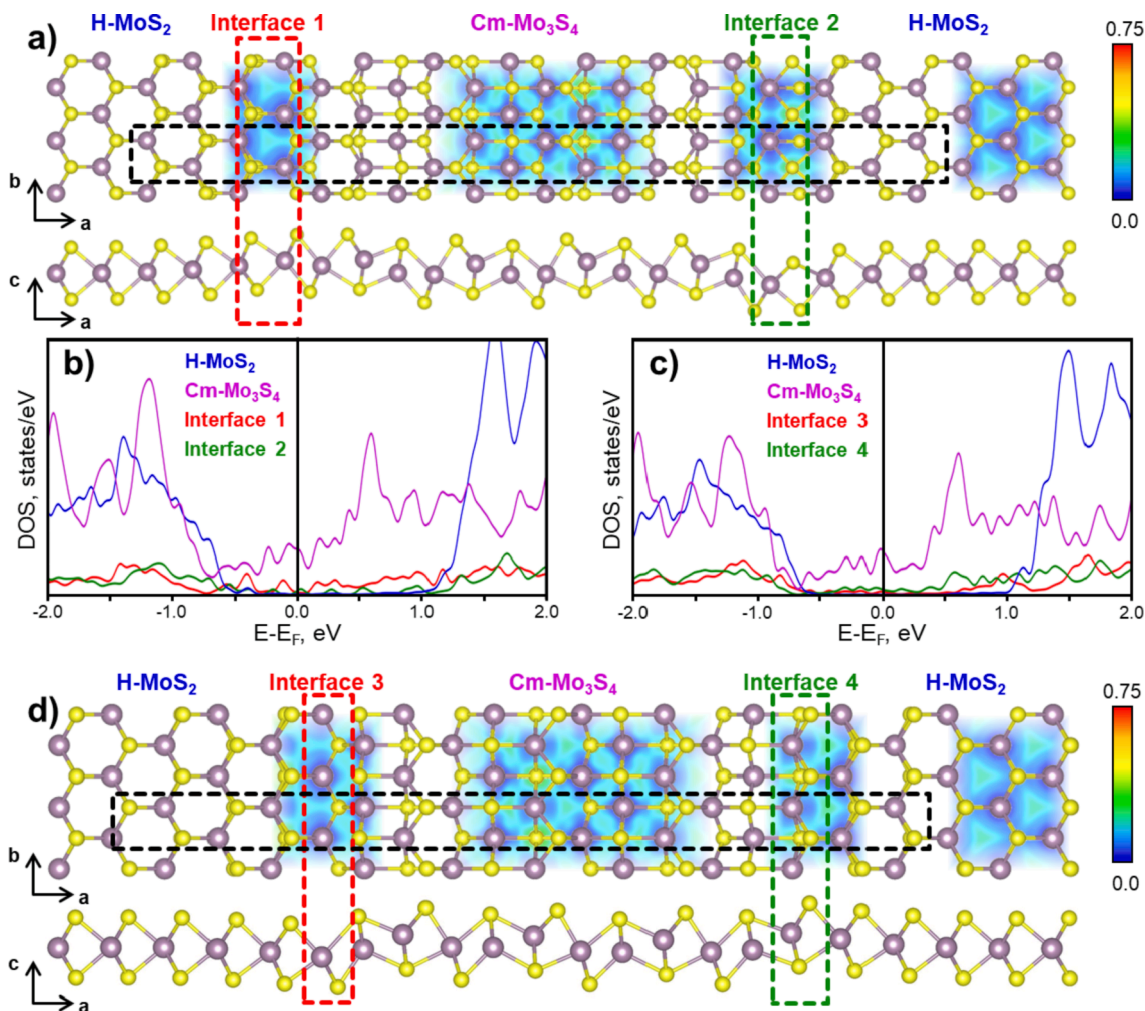 a)
H-MoS₂ Interface 1 Cm-Mo₃S₄ Interface 2 H-MoS₂
0.75
0.0
b
a
c
a
b)
H-MoS₂
Cm-Mo₃S₄
Interface 1
Interface 2
DOS, states/eV
-2.0 -1.0 0.0 1.0 2.0
E-E_F, eV
c)
H-MoS₂
Cm-Mo₃S₄
Interface 3
Interface 4
DOS, states/eV
-2.0 -1.0 0.0 1.0 2.0
E-E_F, eV
d)
H-MoS₂ Interface 3 Cm-Mo₃S₄ Interface 4 H-MoS₂
0.75
0.0
b
a
c
a